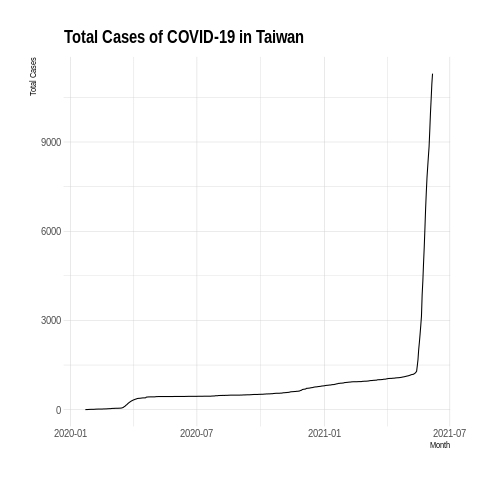 Total Cases of COVID-19 in Taiwan
Total Cases
9000
6000
3000
0
2020-01 2020-07 2021-01 2021-07
Month